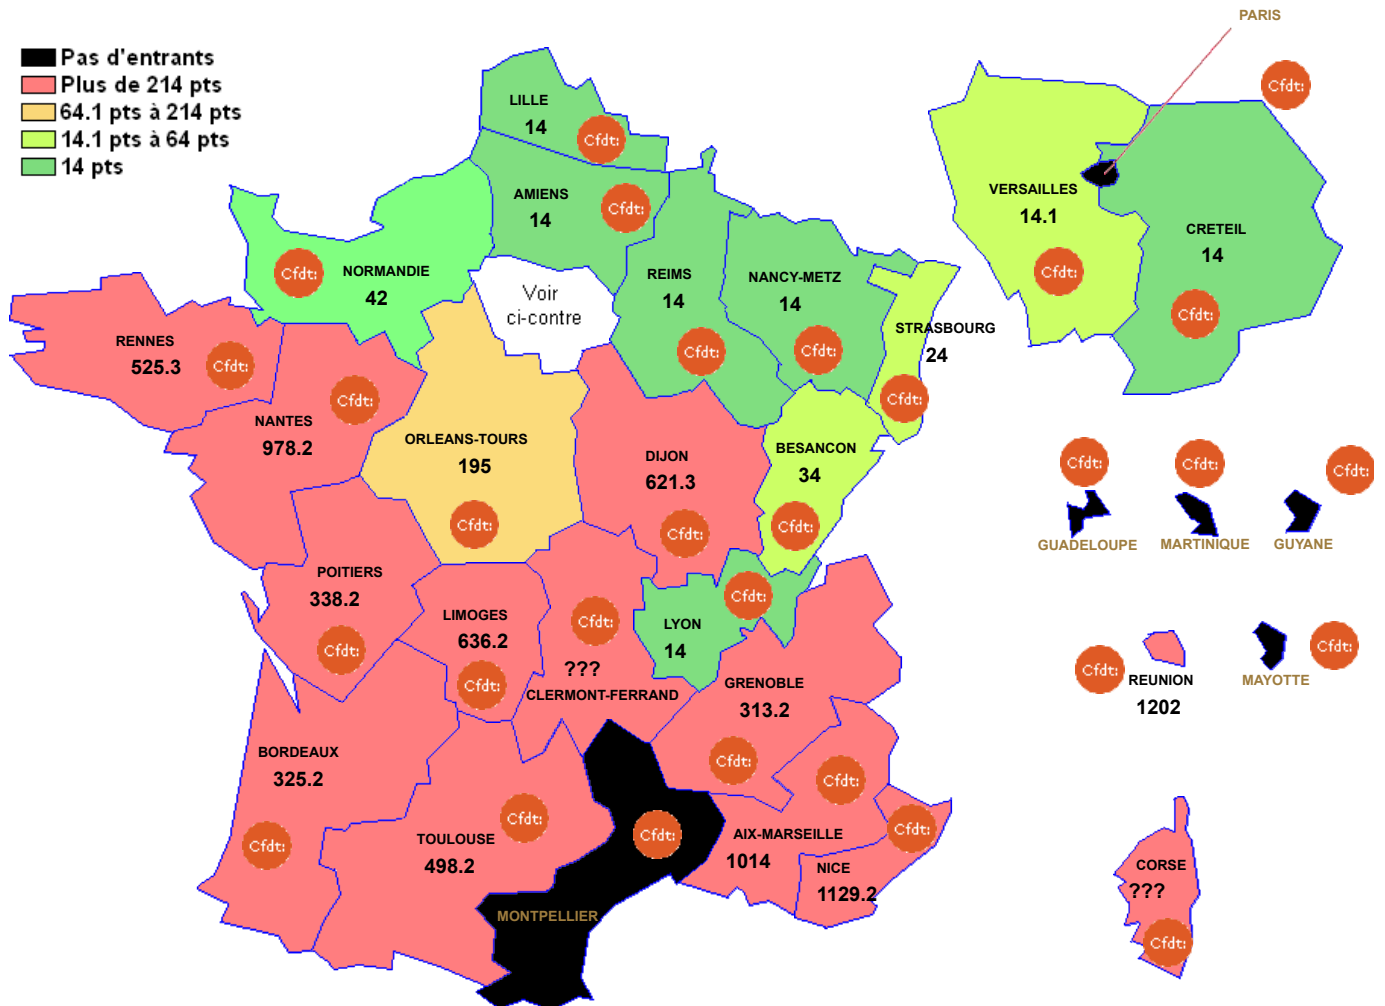 PARIS
Pas d'entrants
Plus de 214 pts
64.1 pts à 214 pts
14.1 pts à 64 pts
14 pts
LILLE
14
Cfdt:
AMIENS
14
Cfdt:
NORMANDIE
42
Cfdt:
Voir
ci-contre
REIMS
14
Cfdt:
NANCY-METZ
14
Cfdt:
STRASBOURG
24
Cfdt:
RENNES
525.3
Cfdt:
NANTES
978.2
Cfdt:
ORLEANS-TOURS
195
Cfdt:
DIJON
621.3
Cfdt:
BESANCON
34
Cfdt:
POITIERS
338.2
Cfdt:
LIMOGES
636.2
Cfdt:
Cfdt:
???
CLERMONT-FERRAND
Cfdt:
LYON
14
GRENOBLE
313.2
Cfdt:
BORDEAUX
325.2
Cfdt:
TOULOUSE
498.2
Cfdt:
Cfdt:
MONTPELLIER
Cfdt:
AIX-MARSEILLE
1014
Cfdt:
NICE
1129.2
Cfdt:
VERSAILLES
14.1
Cfdt:
CRETEIL
14
Cfdt:
Cfdt:
GUADELOUPE
Cfdt:
MARTINIQUE
Cfdt:
GUYANE
Cfdt:
REUNION
1202
Cfdt:
MAYOTTE
CORSE
???
Cfdt: